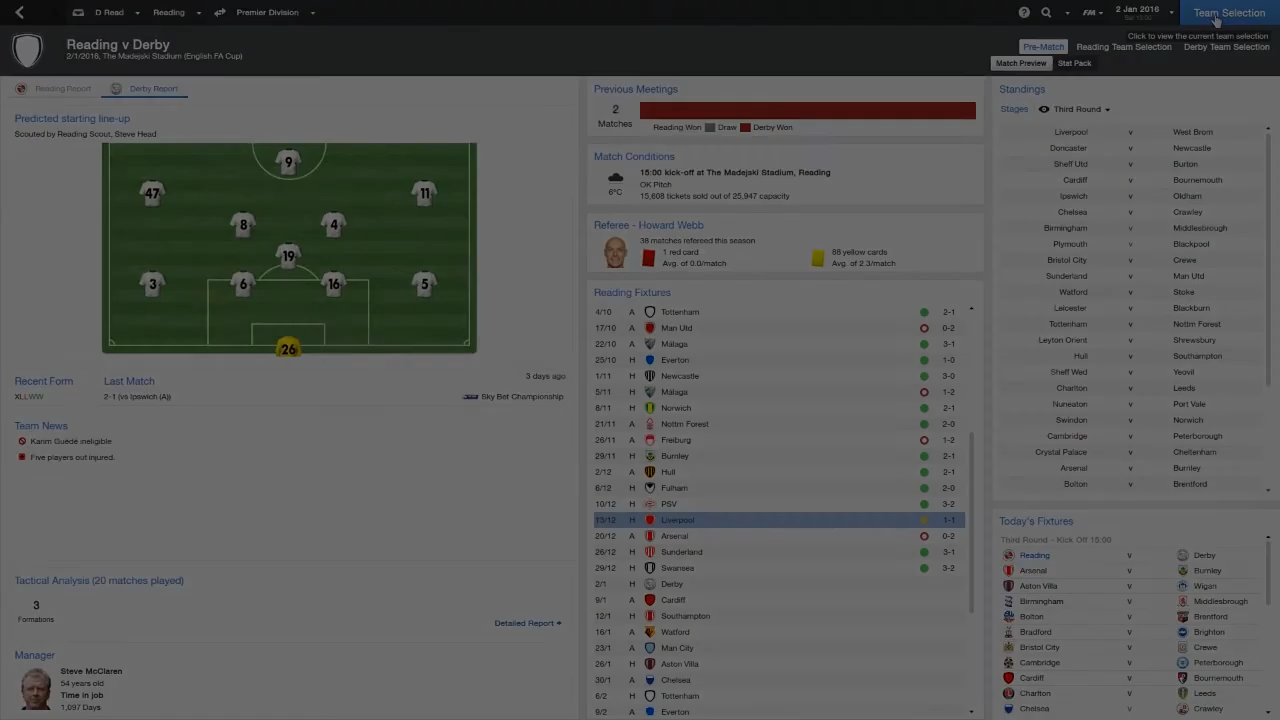 D Read
Reading
Premier Division
FM
2 Jan 2016
Sat 15:00
Team Selection
Click to view the current team selection
Reading v Derby
2/1/2016, The Madejski Stadium (English FA Cup)
Pre-Match
Reading Team Selection
Derby Team Selection
Match Preview
Stat Pack
Reading Report
Derby Report
Predicted starting line-up
Scouted by Reading Scout, Steve Head
9
47
11
8
4
19
3
6
16
5
26
Recent Form
Last Match
3 days ago
XLLWW
2-1 (vs Ipswich (A))
Sky Bet Championship
Team News
Karim Guédé ineligible
Five players out injured.
Tactical Analysis (20 matches played)
3
Formations
Detailed Report
Manager
Steve McClaren
54 years old
Time in job
1,097 Days
Previous Meetings
2
Matches
Reading Won Draw Derby Won
Match Conditions
6°C
15:00 kick-off at The Madejski Stadium, Reading
OK Pitch
15,608 tickets sold out of 25,947 capacity
Referee - Howard Webb
38 matches refereed this season
1 red card
Avg. of 0.0/match
88 yellow cards
Avg. of 2.3/match
Reading Fixtures
4/10 A Tottenham 2-1
17/10 A Man Utd 0-2
22/10 A Málaga 3-1
25/10 H Everton 1-0
1/11 H Newcastle 3-0
5/11 H Málaga 1-2
8/11 H Norwich 2-1
21/11 A Nottm Forest 2-0
26/11 A Freiburg 1-2
29/11 H Burnley 2-1
2/12 A Hull 2-1
6/12 H Fulham 2-0
10/12 H PSV 3-2
13/12 H Liverpool 1-1
20/12 A Arsenal 0-2
26/12 H Sunderland 3-1
29/12 H Swansea 3-2
2/1 H Derby
9/1 A Cardiff
12/1 H Southampton
16/1 A Watford
23/1 A Man City
26/1 H Aston Villa
30/1 A Chelsea
6/2 H Tottenham
9/2 A Everton
Standings
Stages Third Round
Liverpool v West Brom
Doncaster v Newcastle
Sheff Utd v Burton
Cardiff v Bournemouth
Ipswich v Oldham
Chelsea v Crawley
Birmingham v Middlesbrough
Plymouth v Blackpool
Bristol City v Crewe
Sunderland v Man Utd
Watford v Stoke
Leicester v Blackburn
Tottenham v Nottm Forest
Leyton Orient v Shrewsbury
Hull v Southampton
Sheff Wed v Yeovil
Charlton v Leeds
Nuneaton v Port Vale
Swindon v Norwich
Cambridge v Peterborough
Crystal Palace v Cheltenham
Arsenal v Burnley
Bolton v Brentford
Today's Fixtures
Third Round - Kick Off 15:00
Reading v Derby
Arsenal v Burnley
Aston Villa v Wigan
Birmingham v Middlesbrough
Bolton v Brentford
Bradford v Brighton
Bristol City v Crewe
Cambridge v Peterborough
Cardiff v Bournemouth
Charlton v Leeds
Chelsea v Crawley